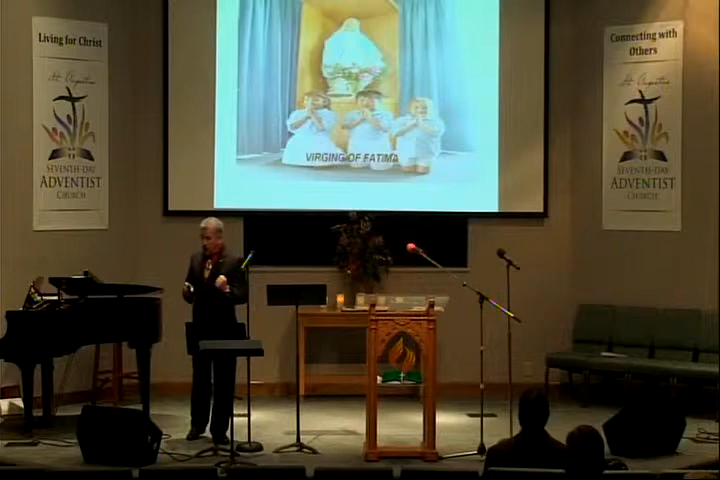 Living for Christ
St. Augustine
SEVENTH-DAY
ADVENTIST
CHURCH
VIRGING OF FATIMA
Connecting with
Others
St. Augustine
SEVENTH-DAY
ADVENTIST
CHURCH